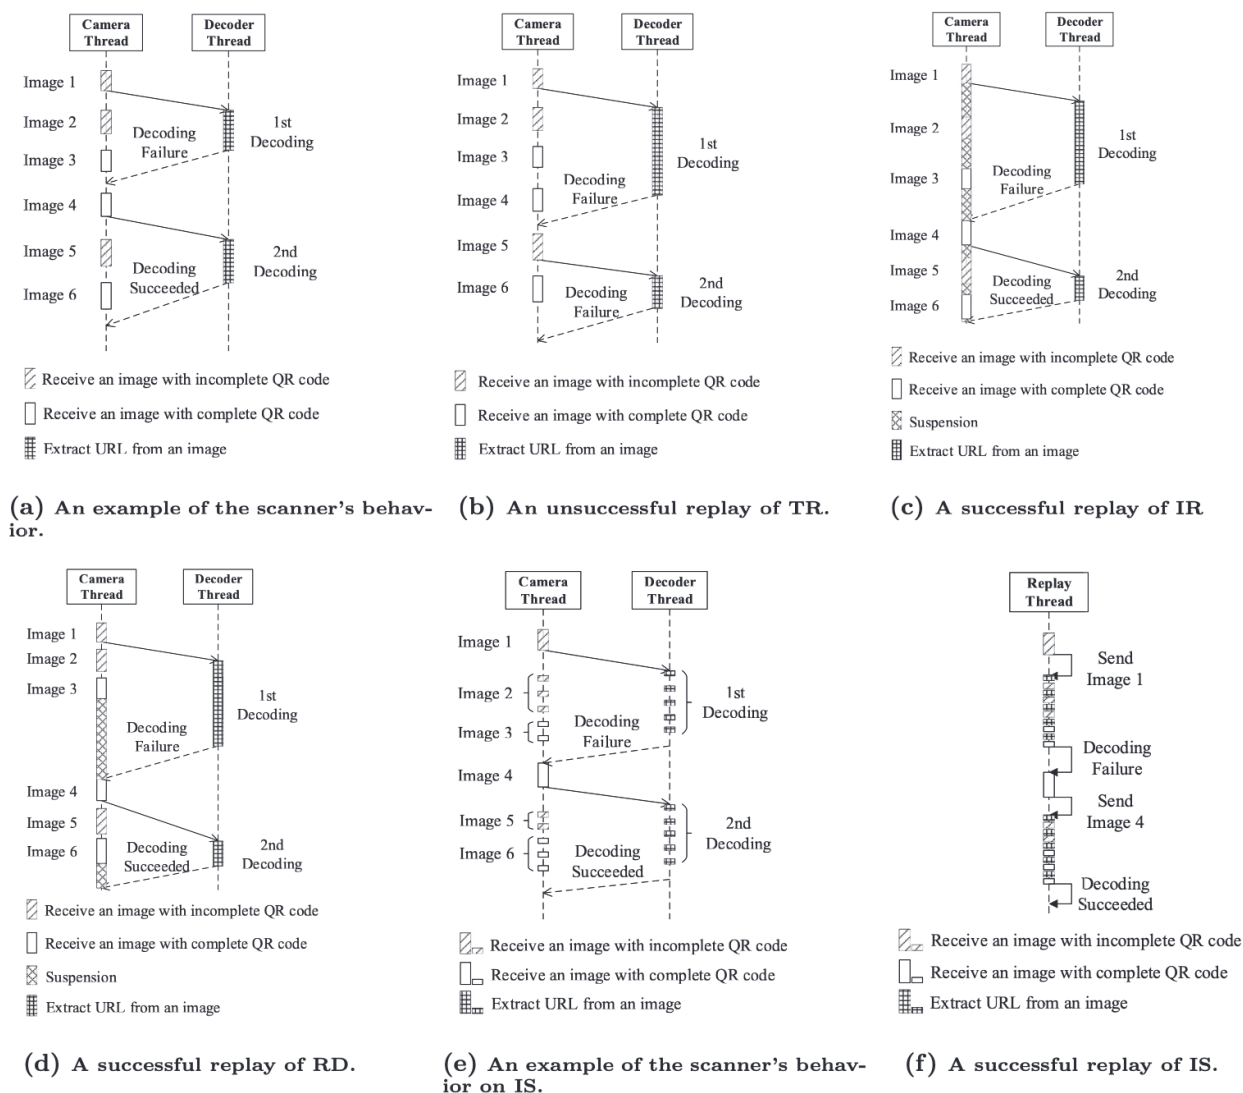 Camera
Thread
Decoder
Thread
Image 1
Image 2
Image 3
Image 4
Image 5
Image 6
Decoding
Failure
1st
Decoding
Decoding
Succeeded
2nd
Decoding
Receive an image with incomplete QR code
Receive an image with complete QR code
Extract URL from an image
(a) An example of the scanner's behav-
ior.
Camera
Thread
Decoder
Thread
Image 1
Image 2
Image 3
Image 4
Image 5
Image 6
1st
Decoding
Decoding
Failure
2nd
Decoding
Decoding
Failure
Receive an image with incomplete QR code
Receive an image with complete QR code
Extract URL from an image
(b) An unsuccessful replay of TR.
Camera
Thread
Decoder
Thread
Image 1
Image 2
Image 3
Image 4
Image 5
Image 6
1st
Decoding
Decoding
Failure
2nd
Decoding
Decoding
Succeeded
Receive an image with incomplete QR code
Receive an image with complete QR code
Suspension
Extract URL from an image
(c) A successful replay of IR
Camera
Thread
Decoder
Thread
Image 1
Image 2
Image 3
Image 4
Image 5
Image 6
1st
Decoding
Decoding
Failure
2nd
Decoding
Decoding
Succeeded
Receive an image with incomplete QR code
Receive an image with complete QR code
Suspension
Extract URL from an image
(d) A successful replay of RD.
Camera
Thread
Decoder
Thread
Image 1
Image 2
Image 3
Image 4
Image 5
Image 6
1st
Decoding
Decoding
Failure
2nd
Decoding
Decoding
Succeeded
Receive an image with incomplete QR code
Receive an image with complete QR code
Extract URL from an image
(e) An example of the scanner's behav-
ior on IS.
Replay
Thread
Send
Image 1
Decoding
Failure
Send
Image 4
Decoding
Succeeded
Receive an image with incomplete QR code
Receive an image with complete QR code
Extract URL from an image
(f) A successful replay of IS.